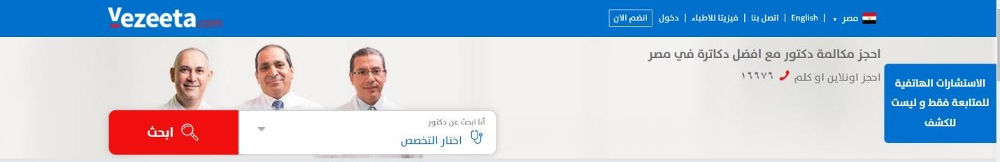 Vezeeta.com
مصر
English
اتصل بنا
فيزيتا للاطباء
دخول
انضم الان
احجز مكالمة دكتور مع افضل دكاترة في مصر
احجز اونلاين او كلم ١٦٦٧٦
الاستشارات الهاتفية
للمتابعة فقط و ليست
للكشف
أنا ابحث عن دكتور
اختار التخصص
ابحث